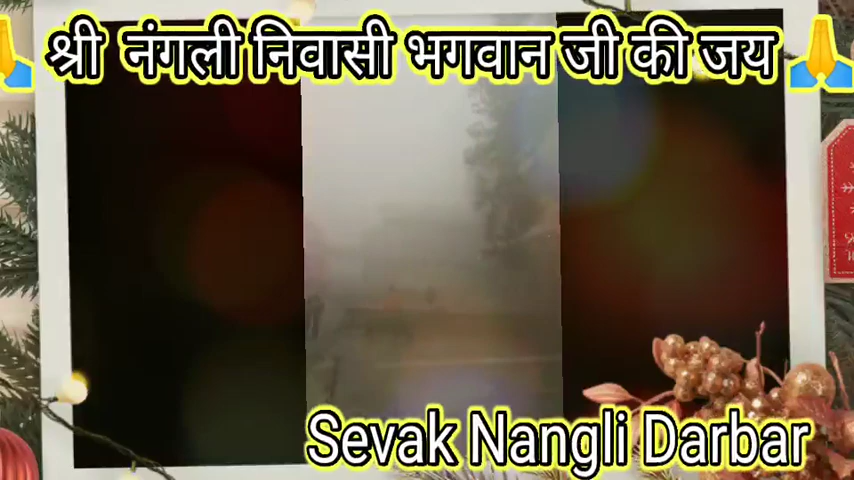 🙏 श्री नंगली निवासी भगवान जी की जय 🙏
Sevak Nangli Darbar